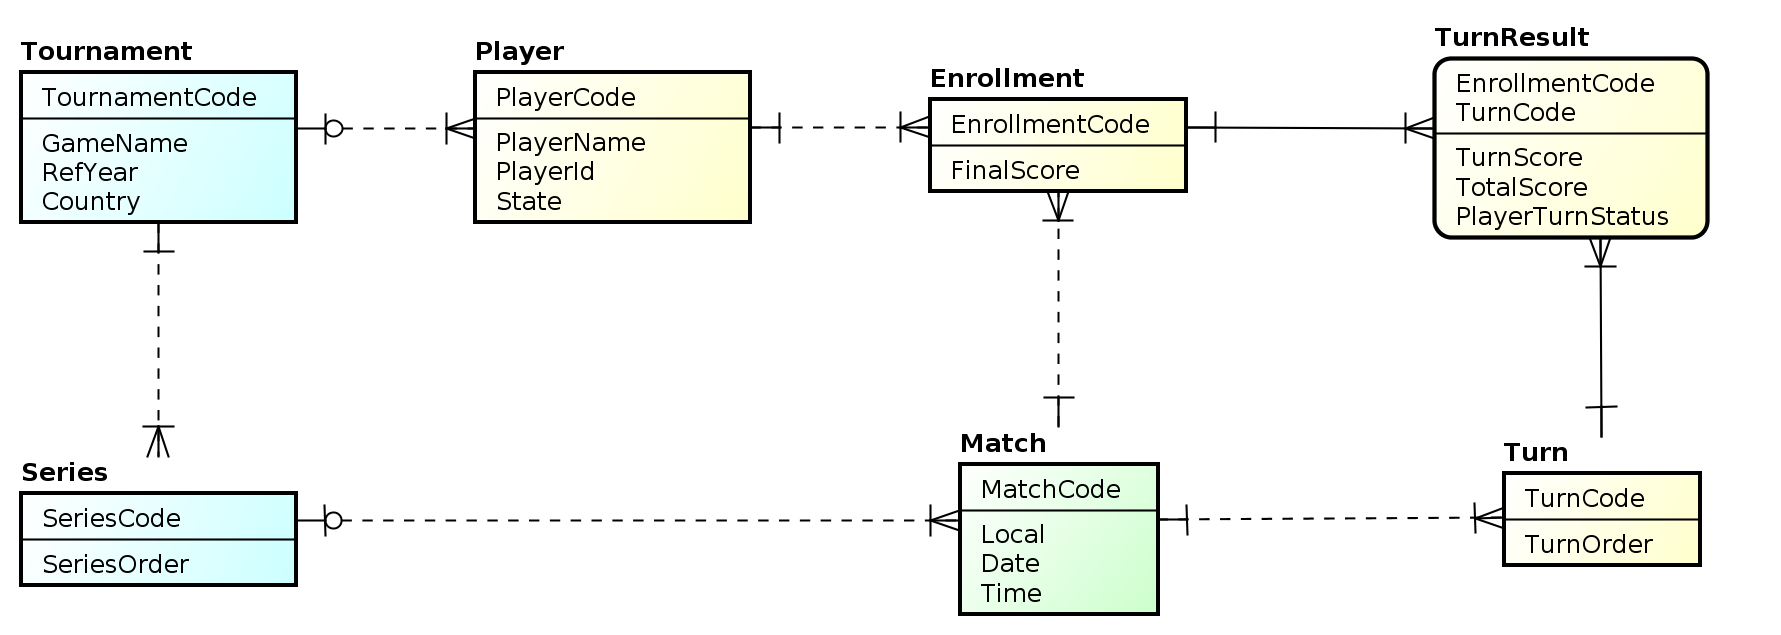 Tournament
TournamentCode
GameName
RefYear
Country
Player
PlayerCode
PlayerName
PlayerId
State
Enrollment
EnrollmentCode
FinalScore
TurnResult
EnrollmentCode
TurnCode
TurnScore
TotalScore
PlayerTurnStatus
Series
SeriesCode
SeriesOrder
Match
MatchCode
Local
Date
Time
Turn
TurnCode
TurnOrder